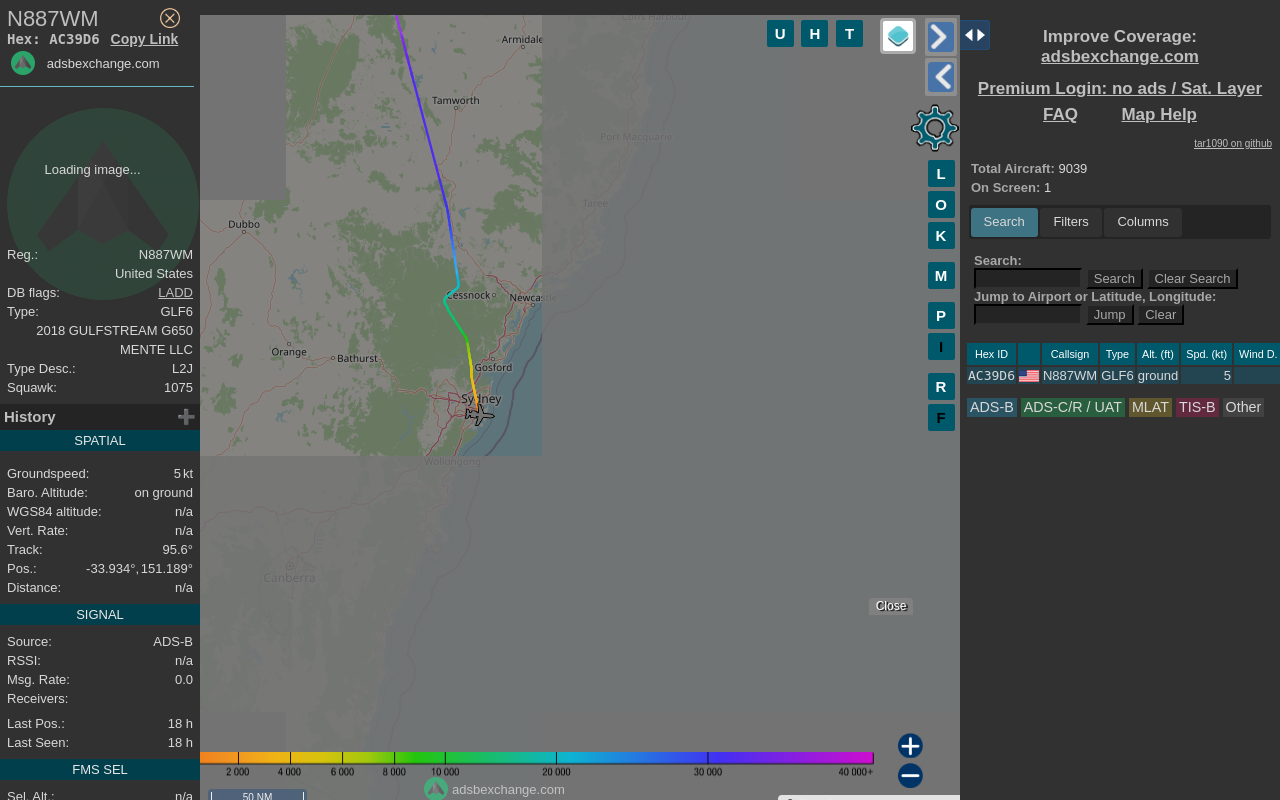 N887WM
Hex: AC39D6 Copy Link
adsbexchange.com
Loading image...
Reg.: N887WM
United States
DB flags: LADD
Type: GLF6
2018 GULFSTREAM G650
MENTE LLC
Type Desc.: L2J
Squawk: 1075
History
SPATIAL
Groundspeed: 5 kt
Baro. Altitude: on ground
WGS84 altitude: n/a
Vert. Rate: n/a
Track: 95.6°
Pos.: -33.934°, 151.189°
Distance: n/a
SIGNAL
Source: ADS-B
RSSI: n/a
Msg. Rate: 0.0
Receivers:
Last Pos.: 18 h
Last Seen: 18 h
FMS SEL
Sel. Alt.: n/a
Coffs Harbour
Armidale
Tamworth
Port Macquarie
Taree
Dubbo
Cessnock
Newcastle
Orange
Bathurst
Gosford
Sydney
Wollongong
Canberra
U H T
L
O
K
M
P
I
R
F
Close
2 000 4 000 6 000 8 000 10 000 20 000 30 000 40 000+
adsbexchange.com
50 NM
Improve Coverage:
adsbexchange.com
Premium Login: no ads / Sat. Layer
FAQ Map Help
tar1090 on github
Total Aircraft: 9039
On Screen: 1
Search Filters Columns
Search:
Search Clear Search
Jump to Airport or Latitude, Longitude:
Jump Clear
Hex ID Callsign Type Alt. (ft) Spd. (kt) Wind D.
AC39D6 N887WM GLF6 ground 5
ADS-B ADS-C/R / UAT MLAT TIS-B Other